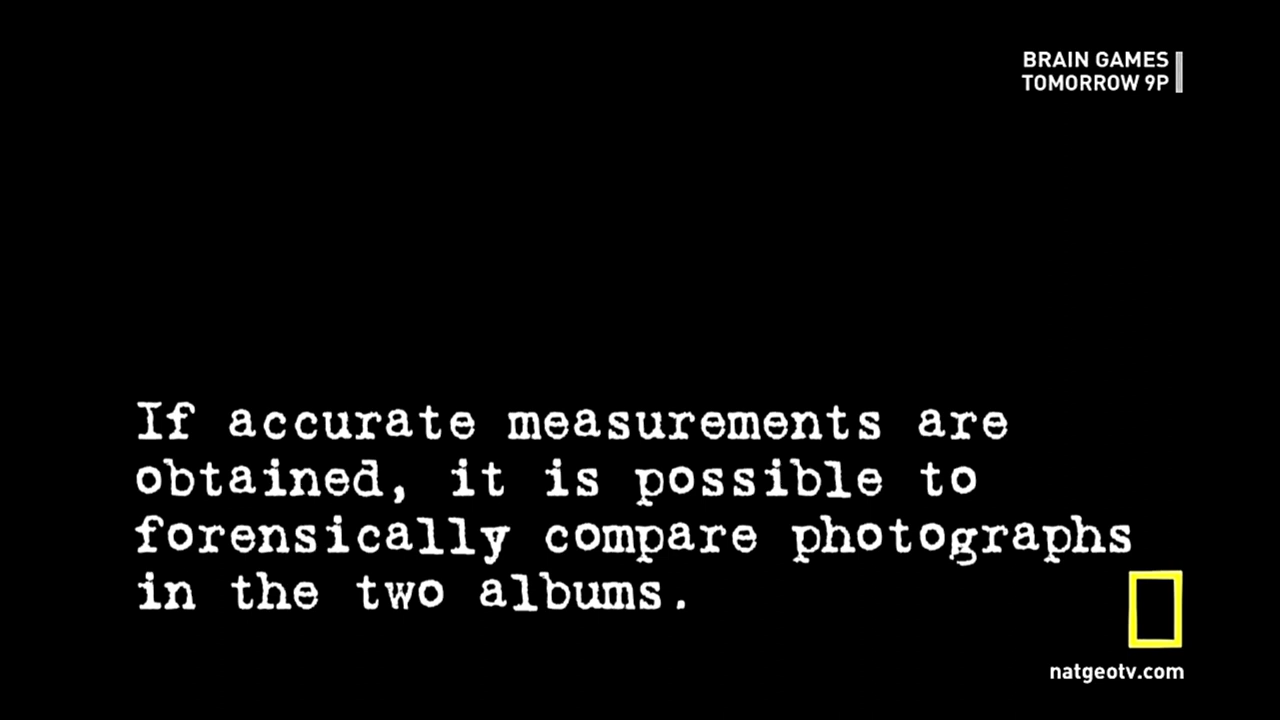 BRAIN GAMES
TOMORROW 9P
If accurate measurements are
obtained, it is possible to
forensically compare photographs
in the two albums.
natgeotv.com